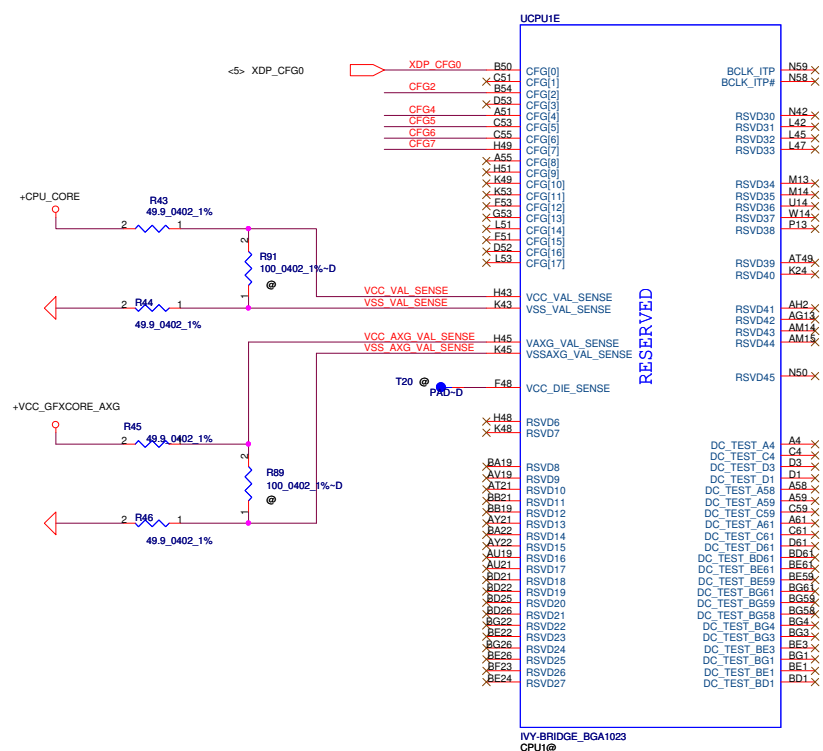 UCPU1E
<5> XDP_CFG0
XDP_CFG0 B50 CFG[0]
C51 CFG[1]
CFG2 B54 CFG[2]
D53 CFG[3]
CFG4 A51 CFG[4]
CFG5 C53 CFG[5]
CFG6 C55 CFG[6]
CFG7 H49 CFG[7]
A55 CFG[8]
H51 CFG[9]
K49 CFG[10]
K53 CFG[11]
F53 CFG[12]
G53 CFG[13]
L51 CFG[14]
F51 CFG[15]
D52 CFG[16]
L53 CFG[17]
BCLK_ITP N59
BCLK_ITP# N58
RSVD30 N42
RSVD31 L42
RSVD32 L45
RSVD33 L47
RSVD34 M13
RSVD35 M14
RSVD36 U14
RSVD37 W14
RSVD38 P13
RSVD39 AT49
RSVD40 K24
RSVD41 AH2
RSVD42 AG13
RSVD43 AM14
RSVD44 AM15
RSVD45 N50
+CPU_CORE
R43
49.9_0402_1%
2 1
R91
100_0402_1%~D
@
2
1
R44
2 1
49.9_0402_1%
VCC_VAL_SENSE H43 VCC_VAL_SENSE
VSS_VAL_SENSE K43 VSS_VAL_SENSE
VCC_AXG_VAL_SENSE H45 VAXG_VAL_SENSE
VSS_AXG_VAL_SENSE K45 VSSAXG_VAL_SENSE
RESERVED
T20 @
PAD~D
F48 VCC_DIE_SENSE
+VCC_GFXCORE_AXG
R45
2 1
49.9_0402_1%
R89
100_0402_1%~D
@
2
1
R46
2 1
49.9_0402_1%
H48 RSVD6
K48 RSVD7
BA19 RSVD8
AV19 RSVD9
AT21 RSVD10
BB21 RSVD11
BB19 RSVD12
AY21 RSVD13
BA22 RSVD14
AY22 RSVD15
AU19 RSVD16
AU21 RSVD17
BD21 RSVD18
BD22 RSVD19
BD25 RSVD20
BD26 RSVD21
BG22 RSVD22
BE22 RSVD23
BG26 RSVD24
BE26 RSVD25
BF23 RSVD26
BE24 RSVD27
DC_TEST_A4 A4
DC_TEST_C4 C4
DC_TEST_D3 D3
DC_TEST_D1 D1
DC_TEST_A58 A58
DC_TEST_A59 A59
DC_TEST_C59 C59
DC_TEST_A61 A61
DC_TEST_C61 C61
DC_TEST_D61 D61
DC_TEST_BD61 BD61
DC_TEST_BE61 BE61
DC_TEST_BE59 BE59
DC_TEST_BG61 BG61
DC_TEST_BG59 BG59
DC_TEST_BG58 BG58
DC_TEST_BG4 BG4
DC_TEST_BG3 BG3
DC_TEST_BE3 BE3
DC_TEST_BG1 BG1
DC_TEST_BE1 BE1
DC_TEST_BD1 BD1
IVY-BRIDGE_BGA1023
CPU1@